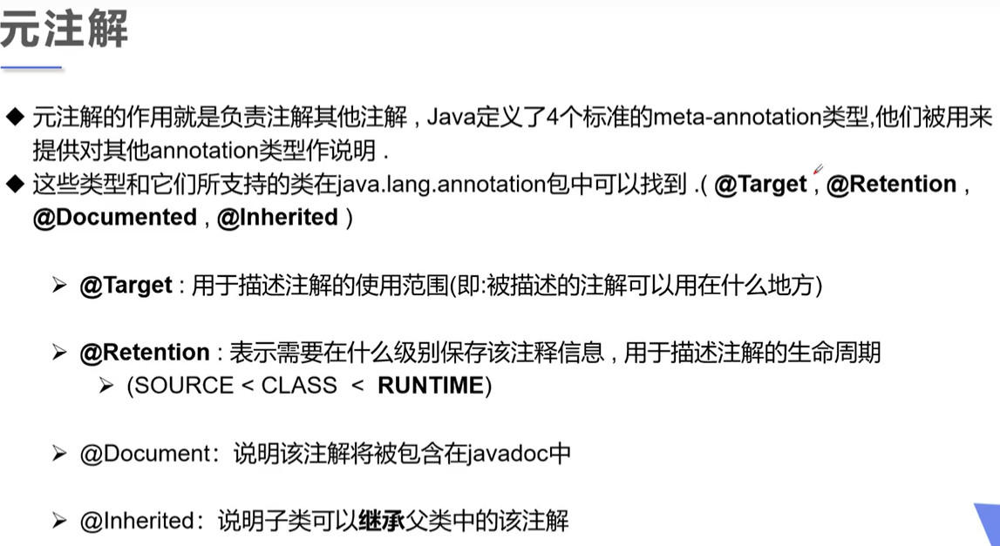 元注解
◆ 元注解的作用就是负责注解其他注解 , Java定义了4个标准的meta-annotation类型,他们被用来
提供对其他annotation类型作说明 .
◆ 这些类型和它们所支持的类在java.lang.annotation包中可以找到 .( @Target , @Retention ,
@Documented , @Inherited )
➢ @Target : 用于描述注解的使用范围(即:被描述的注解可以用在什么地方)
➢ @Retention : 表示需要在什么级别保存该注释信息 , 用于描述注解的生命周期
➢ (SOURCE < CLASS < RUNTIME)
➢ @Document：说明该注解将被包含在javadoc中
➢ @Inherited：说明子类可以继承父类中的该注解